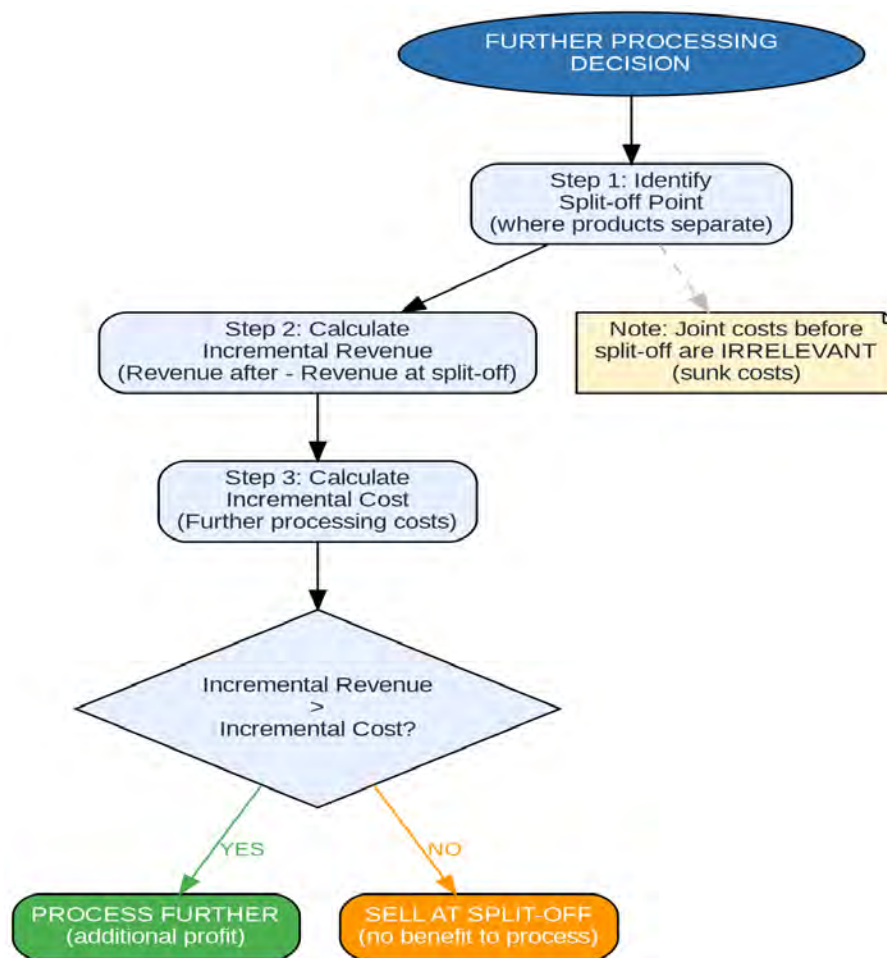 FURTHER PROCESSING
DECISION
Step 1: Identify
Split-off Point
(where products separate)
Step 2: Calculate
Incremental Revenue
(Revenue after - Revenue at split-off)
Note: Joint costs before
split-off are IRRELEVANT
(sunk costs)
Step 3: Calculate
Incremental Cost
(Further processing costs)
Incremental Revenue
>
Incremental Cost?
YES
NO
PROCESS FURTHER
(additional profit)
SELL AT SPLIT-OFF
(no benefit to process)